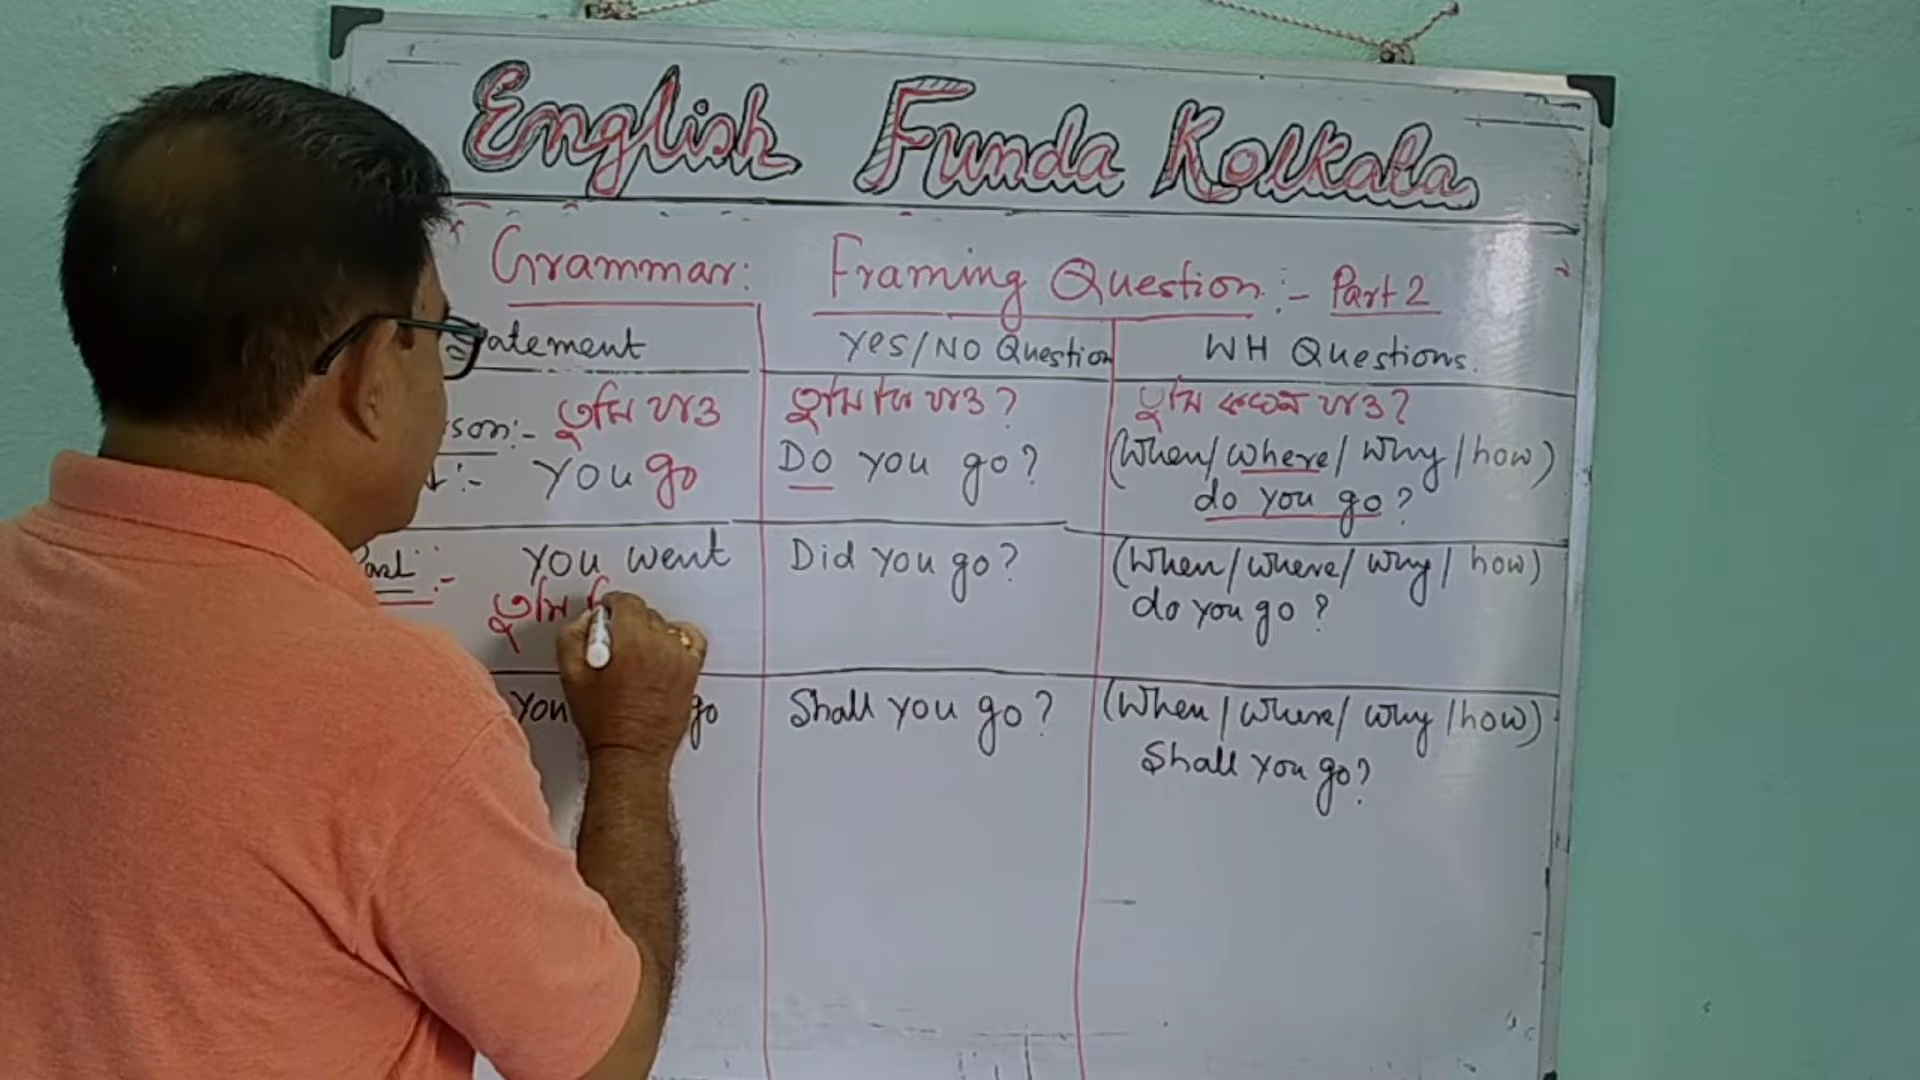 English Funda Kolkata
Grammar: Framing Question:- Part 2
atement YES/NO Question WH Questions.
তুমি যাও তুমি কি যাও? তুমি কখন যাও?
son:- (When/ where/ Why/how)
You go Do you go? do you go?
Past:- You went Did you go? (When/where/ why/ how)
তুমি do you go?
You go Shall you go? (When/where/ why/how)
Shall you go?